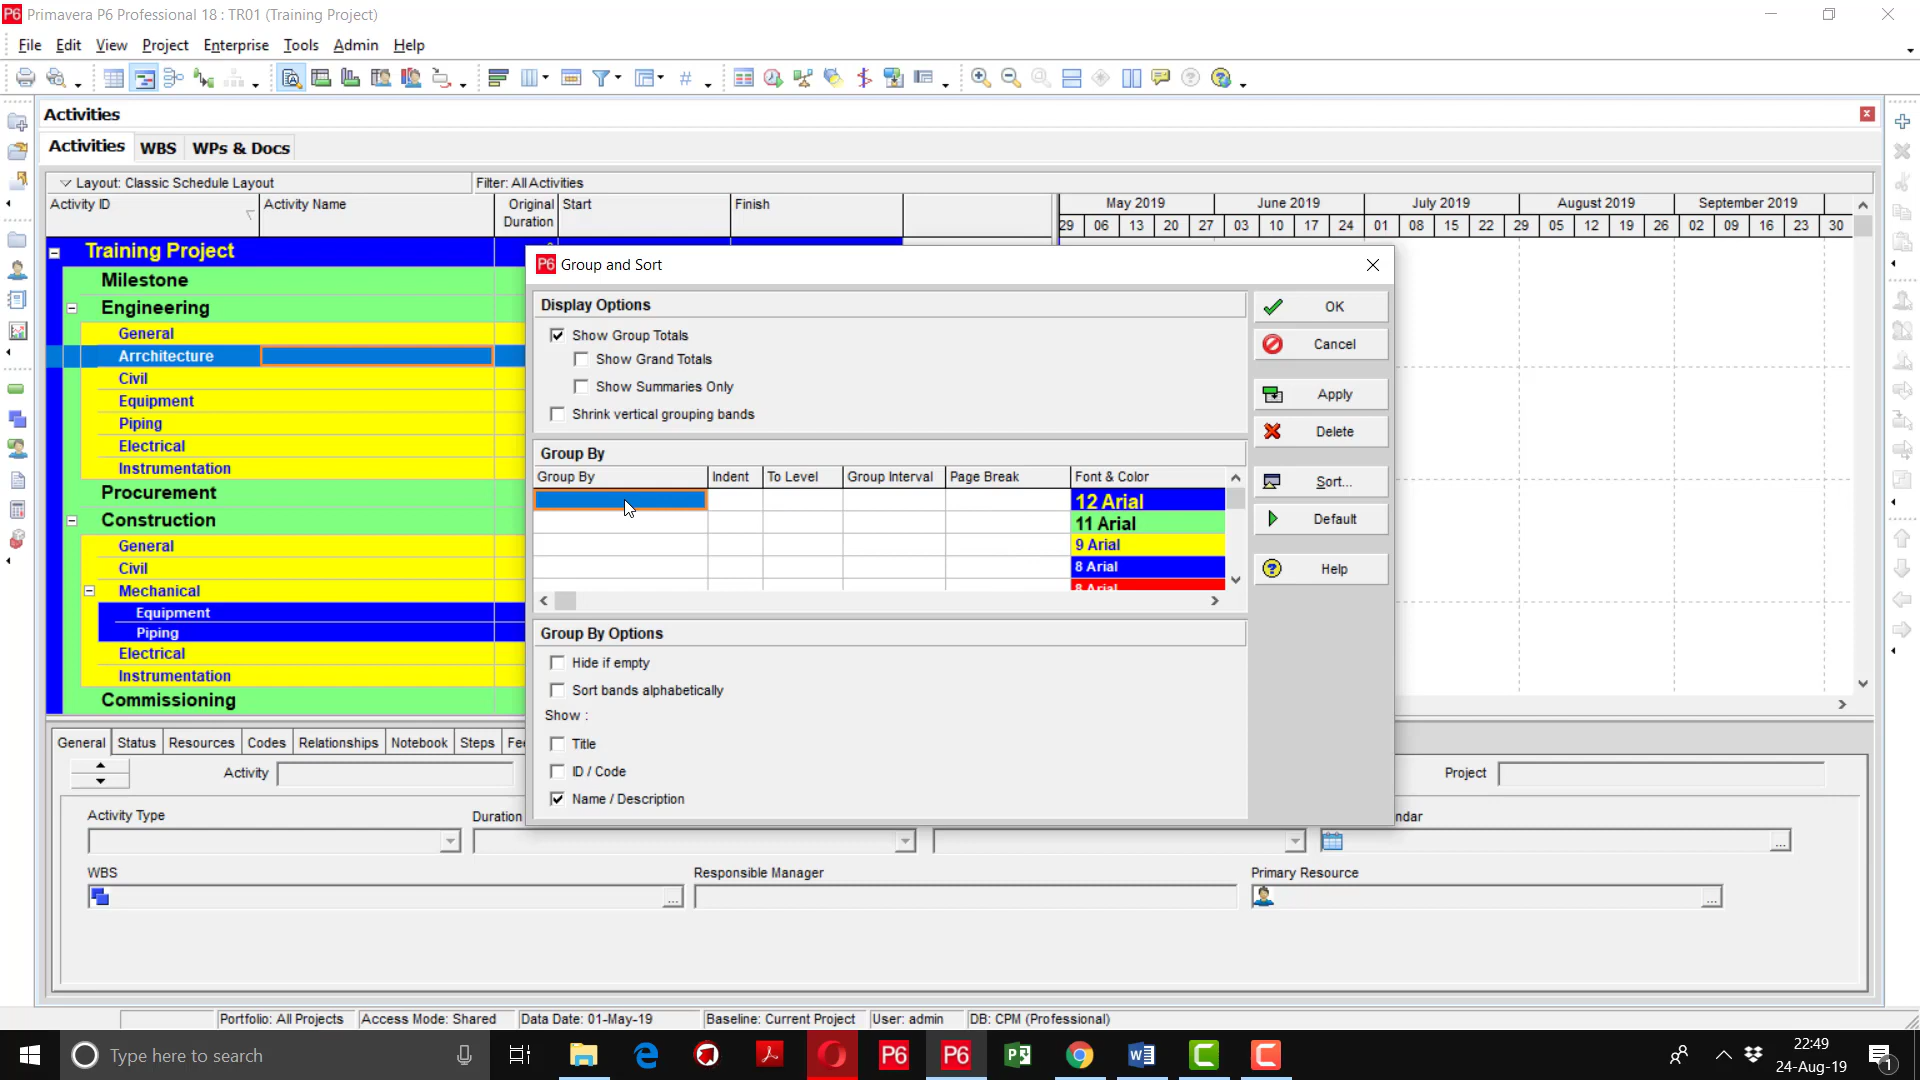 P6 Primavera P6 Professional 18 : TR01 (Training Project)
File Edit View Project Enterprise Tools Admin Help
Activities
Activities WBS WPs & Docs
Layout: Classic Schedule Layout Filter: All Activities
Activity ID Activity Name Original Duration Start Finish
May 2019 June 2019 July 2019 August 2019 September 2019
29 06 13 20 27 03 10 17 24 01 08 15 22 29 05 12 19 26 02 09 16 23 30
Training Project
Milestone
Engineering
General
Arrchitecture
Civil
Equipment
Piping
Electrical
Instrumentation
Procurement
Construction
General
Civil
Mechanical
Equipment
Piping
Electrical
Instrumentation
Commissioning
P6 Group and Sort
Display Options
Show Group Totals
Show Grand Totals
Show Summaries Only
Shrink vertical grouping bands
Group By
Group By Indent To Level Group Interval Page Break Font & Color
12 Arial
11 Arial
9 Arial
8 Arial
8 Arial
Group By Options
Hide if empty
Sort bands alphabetically
Show :
Title
ID / Code
Name / Description
OK
Cancel
Apply
Delete
Sort...
Default
Help
General Status Resources Codes Relationships Notebook Steps Fee
Activity Project
Activity Type Duration ndar
WBS Responsible Manager Primary Resource
Portfolio: All Projects Access Mode: Shared Data Date: 01-May-19 Baseline: Current Project User: admin DB: CPM (Professional)
Type here to search
P6 P6
22:49
24-Aug-19
1